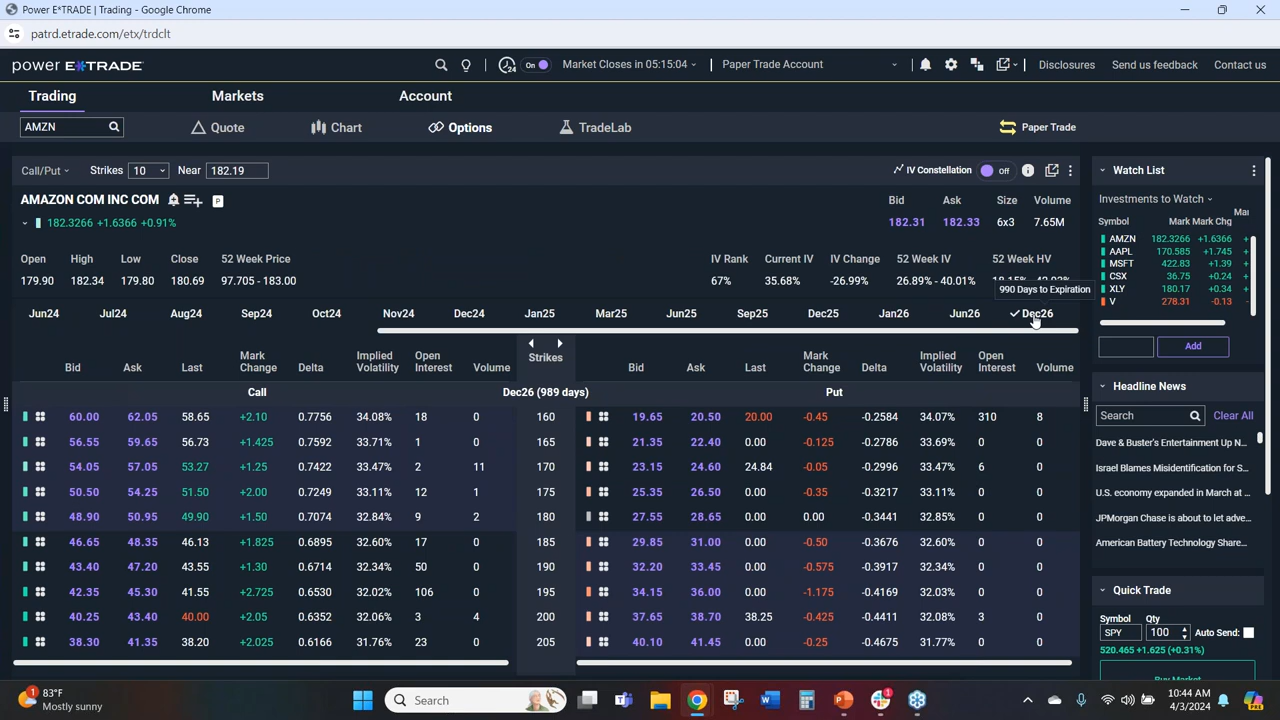 Power E*TRADE | Trading - Google Chrome
patrd.etrade.com/etx/trdclt
power E*TRADE 24 On Market Closes in 05:15:04 Paper Trade Account Disclosures Send us feedback Contact us
Trading Markets Account
AMZN Quote Chart Options TradeLab Paper Trade
Call/Put Strikes 10 Near 182.19 IV Constellation Off
AMAZON COM INC COM P Bid Ask Size Volume
182.3266 +1.6366 +0.91% 182.31 182.33 6x3 7.65M
Open High Low Close 52 Week Price IV Rank Current IV IV Change 52 Week IV 52 Week HV
179.90 182.34 179.80 180.69 97.705 - 183.00 67% 35.68% -26.99% 26.89% - 40.01%
990 Days to Expiration
Jun24 Jul24 Aug24 Sep24 Oct24 Nov24 Dec24 Jan25 Mar25 Jun25 Sep25 Dec25 Jan26 Jun26 Dec26
Bid Ask Last Mark Change Delta Implied Volatility Open Interest Volume Strikes Bid Ask Last Mark Change Delta Implied Volatility Open Interest Volume
Call Dec26 (989 days) Put
60.00 62.05 58.65 +2.10 0.7756 34.08% 18 0 160 19.65 20.50 20.00 -0.45 -0.2584 34.07% 310 8
56.55 59.65 56.73 +1.425 0.7592 33.71% 1 0 165 21.35 22.40 0.00 -0.125 -0.2786 33.69% 0 0
54.05 57.05 53.27 +1.25 0.7422 33.47% 2 11 170 23.15 24.60 24.84 -0.05 -0.2996 33.47% 6 0
50.50 54.25 51.50 +2.00 0.7249 33.11% 12 1 175 25.35 26.50 0.00 -0.35 -0.3217 33.11% 0 0
48.90 50.95 49.90 +1.50 0.7074 32.84% 9 2 180 27.55 28.65 0.00 0.00 -0.3441 32.85% 0 0
46.65 48.35 46.13 +1.825 0.6895 32.60% 17 0 185 29.85 31.00 0.00 -0.50 -0.3676 32.60% 0 0
43.40 47.20 43.55 +1.30 0.6714 32.34% 50 0 190 32.20 33.45 0.00 -0.575 -0.3917 32.34% 0 0
42.35 45.30 41.55 +2.725 0.6530 32.02% 106 0 195 34.15 36.00 0.00 -1.175 -0.4169 32.03% 0 0
40.25 43.40 40.00 +2.05 0.6352 32.06% 3 4 200 37.65 38.70 38.25 -0.425 -0.4411 32.08% 3 0
38.30 41.35 38.20 +2.025 0.6166 31.76% 23 0 205 40.10 41.45 0.00 -0.25 -0.4675 31.77% 0 0
Watch List
Investments to Watch
Symbol Mark Mark Chg
AMZN 182.3266 +1.6366 +
AAPL 170.585 +1.745 +
MSFT 422.83 +1.39 +
CSX 36.75 +0.24 +
XLY 180.17 +0.34 +
V 278.31 -0.13 -
Add
Headline News
Search Clear All
Dave & Buster's Entertainment Up N...
Israel Blames Misidentification for S...
U.S. economy expanded in March at ...
JPMorgan Chase is about to let adve...
American Battery Technology Share...
Quick Trade
Symbol Qty
SPY 100 Auto Send:
520.465 +1.625 (+0.31%)
83°F
Mostly sunny
Search
10:44 AM
4/3/2024